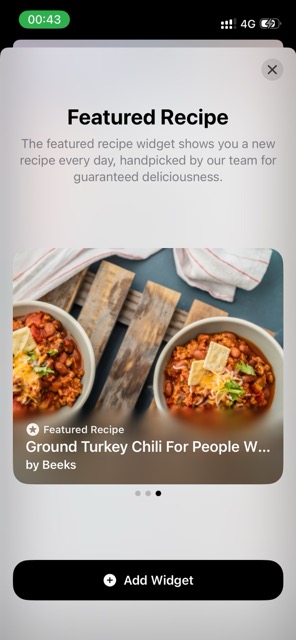 00:43
4G
Featured Recipe
The featured recipe widget shows you a new
recipe every day, handpicked by our team for
guaranteed deliciousness.
Featured Recipe
Ground Turkey Chili For People W...
by Beeks
Add Widget